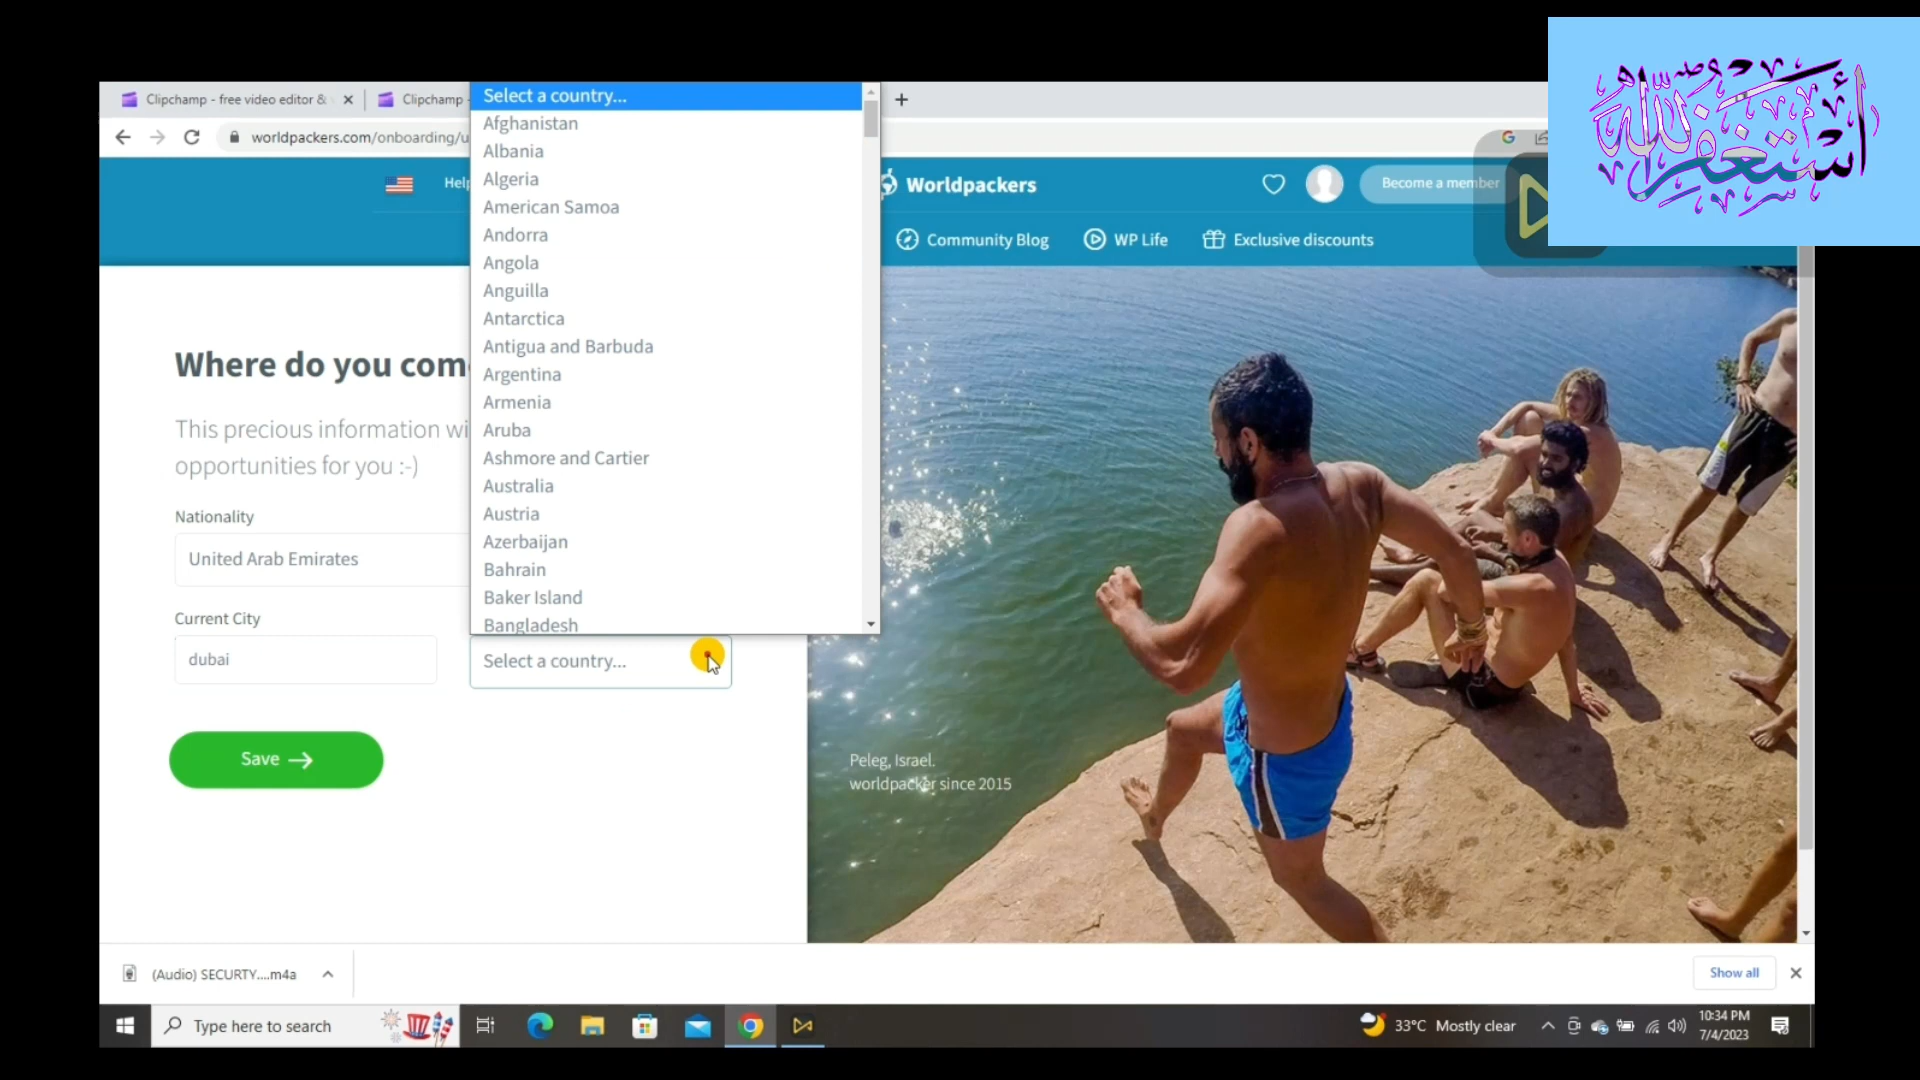 أستغفر الله
Clipchamp - free video editor &
Clipchamp -
worldpackers.com/onboarding/u
Help
Worldpackers
Become a member
Community Blog
WP Life
Exclusive discounts
Select a country...
Afghanistan
Albania
Algeria
American Samoa
Andorra
Angola
Anguilla
Antarctica
Antigua and Barbuda
Argentina
Armenia
Aruba
Ashmore and Cartier
Australia
Austria
Azerbaijan
Bahrain
Baker Island
Bangladesh
Where do you com
This precious information wi
opportunities for you :-)
Nationality
United Arab Emirates
Current City
dubai
Select a country...
Save
Peleg, Israel.
worldpacker since 2015
(Audio) SECURTY....m4a
Show all
Type here to search
33°C Mostly clear
10:34 PM
7/4/2023